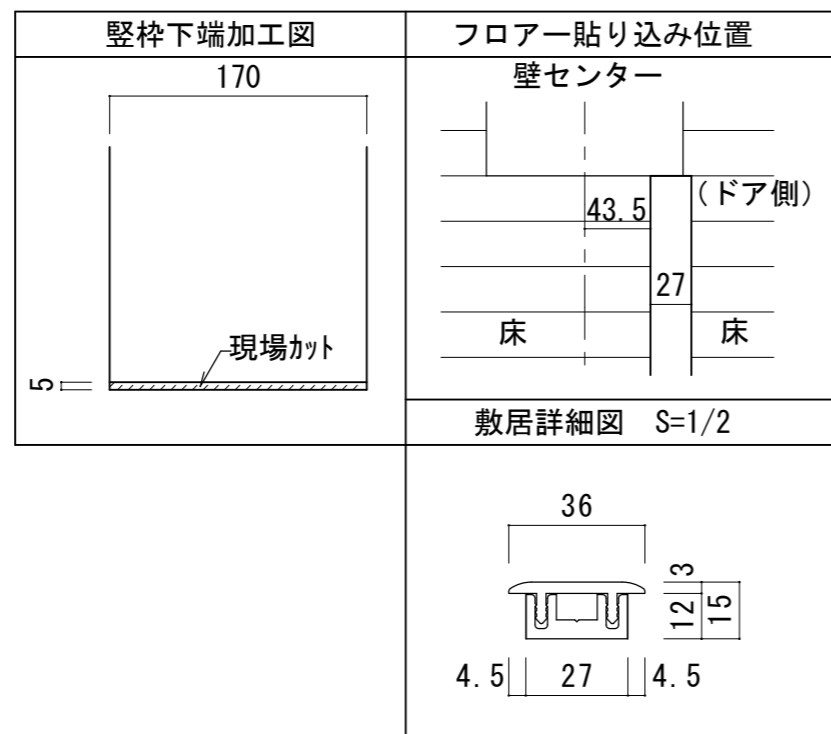 竪枠下端加工図
170
現場ｶｯﾄ
5
フロアー貼り込み位置
壁センター
(ドア側)
43.5
27
床
床
敷居詳細図 S=1/2
36
3
12
15
4.5
27
4.5